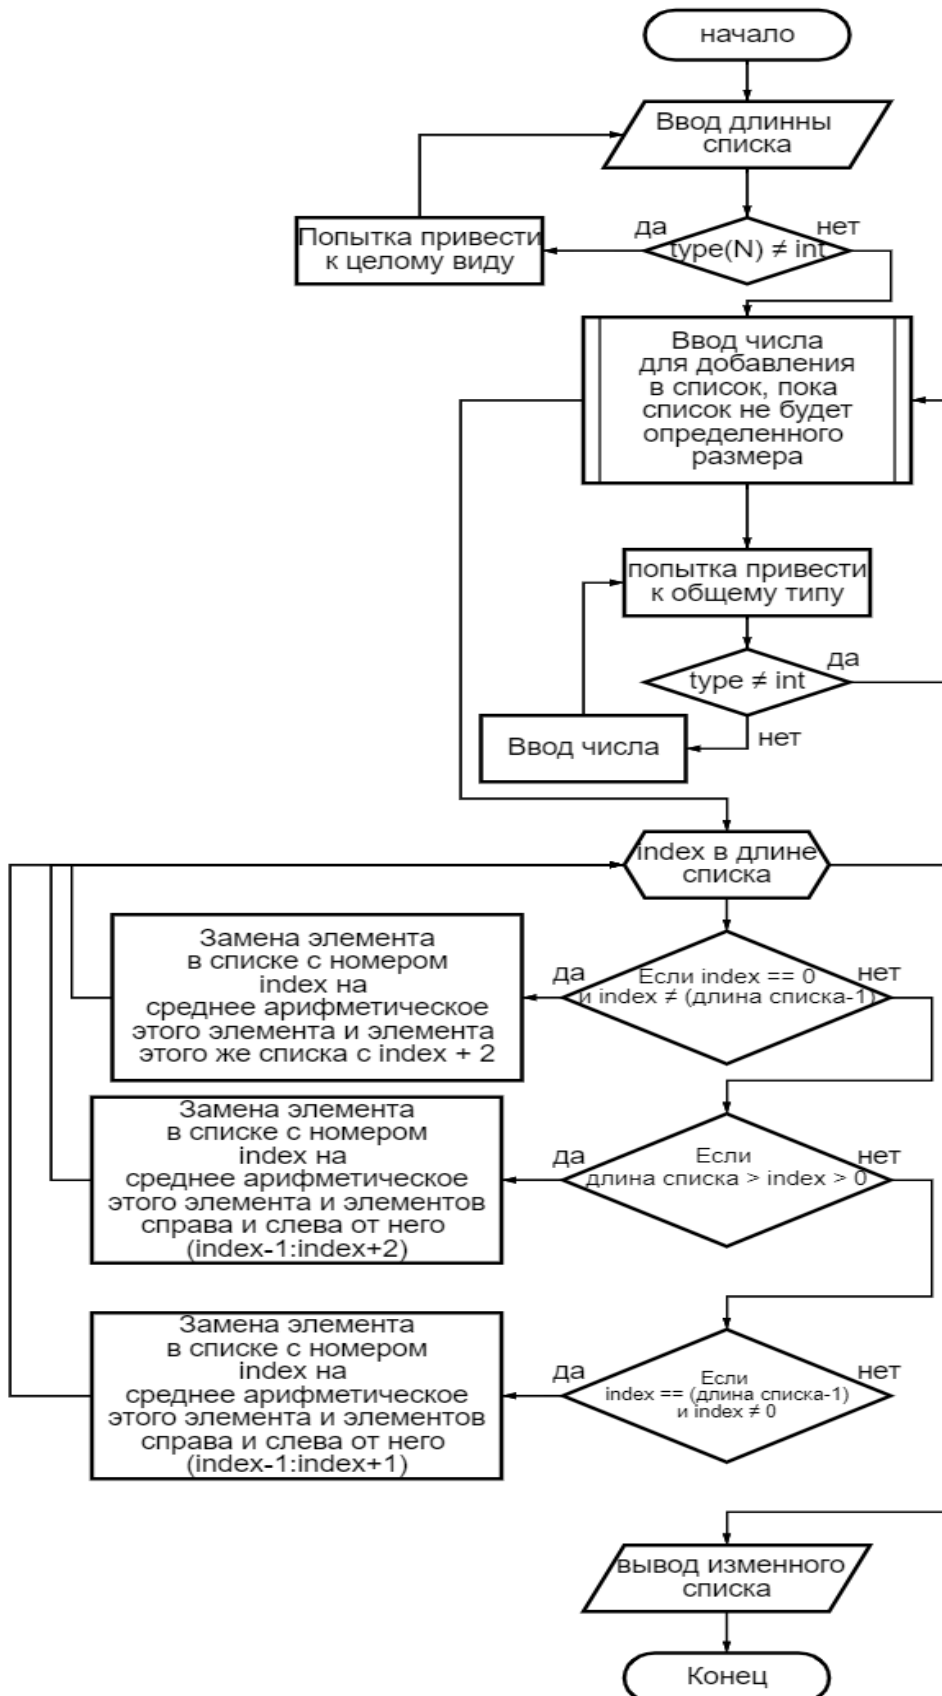 начало
Ввод длинны
списка
да
нет
type(N) ≠ int
Попытка привести
к целому виду
Ввод числа
для добавления
в список, пока
список не будет
определенного
размера
попытка привести
к общему типу
type ≠ int
да
нет
Ввод числа
index в длине
списка
Если index == 0
и index ≠ (длина списка-1)
да
нет
Замена элемента
в списке с номером
index на
среднее арифметическое
этого элемента и элемента
этого же списка с index + 2
Если
длина списка > index > 0
да
нет
Замена элемента
в списке с номером
index на
среднее арифметическое
этого элемента и элементов
справа и слева от него
(index-1:index+2)
Если
index == (длина списка-1)
и index ≠ 0
да
нет
Замена элемента
в списке с номером
index на
среднее арифметическое
этого элемента и элементов
справа и слева от него
(index-1:index+1)
вывод изменного
списка
Конец